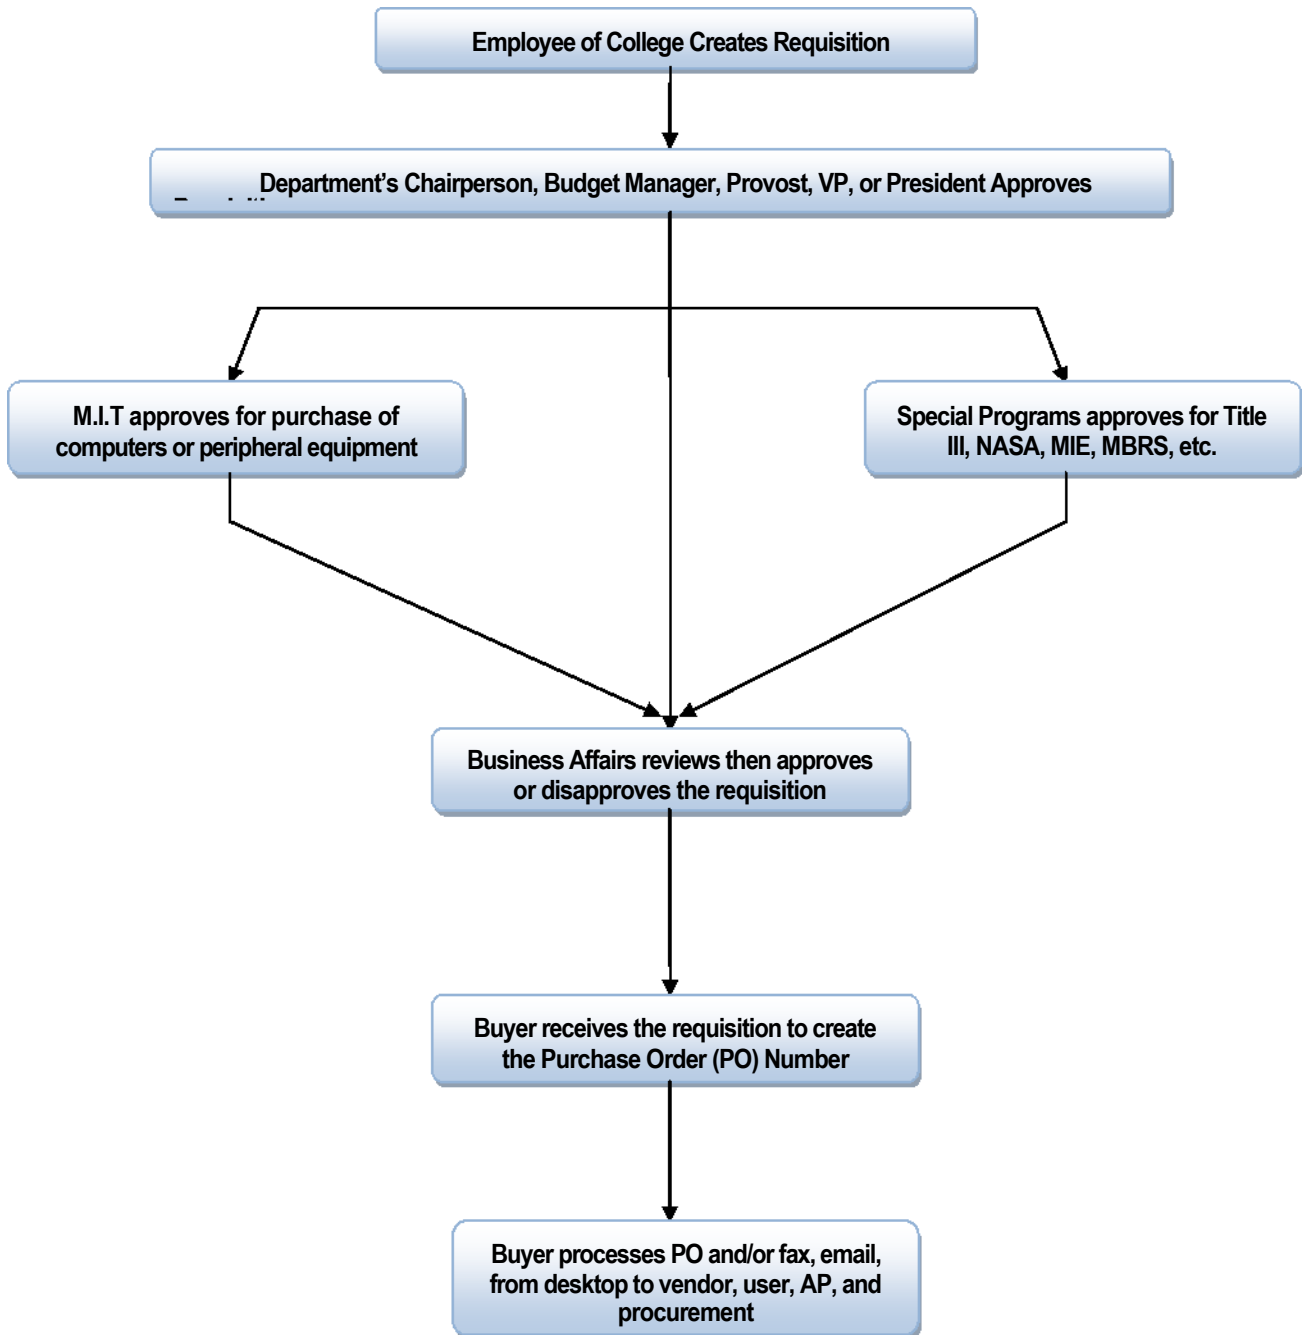 Employee of College Creates Requisition
Department’s Chairperson, Budget Manager, Provost, VP, or President Approves
M.I.T approves for purchase of
computers or peripheral equipment
Special Programs approves for Title
III, NASA, MIE, MBRS, etc.
Business Affairs reviews then approves
or disapproves the requisition
Buyer receives the requisition to create
the Purchase Order (PO) Number
Buyer processes PO and/or fax, email,
from desktop to vendor, user, AP, and
procurement